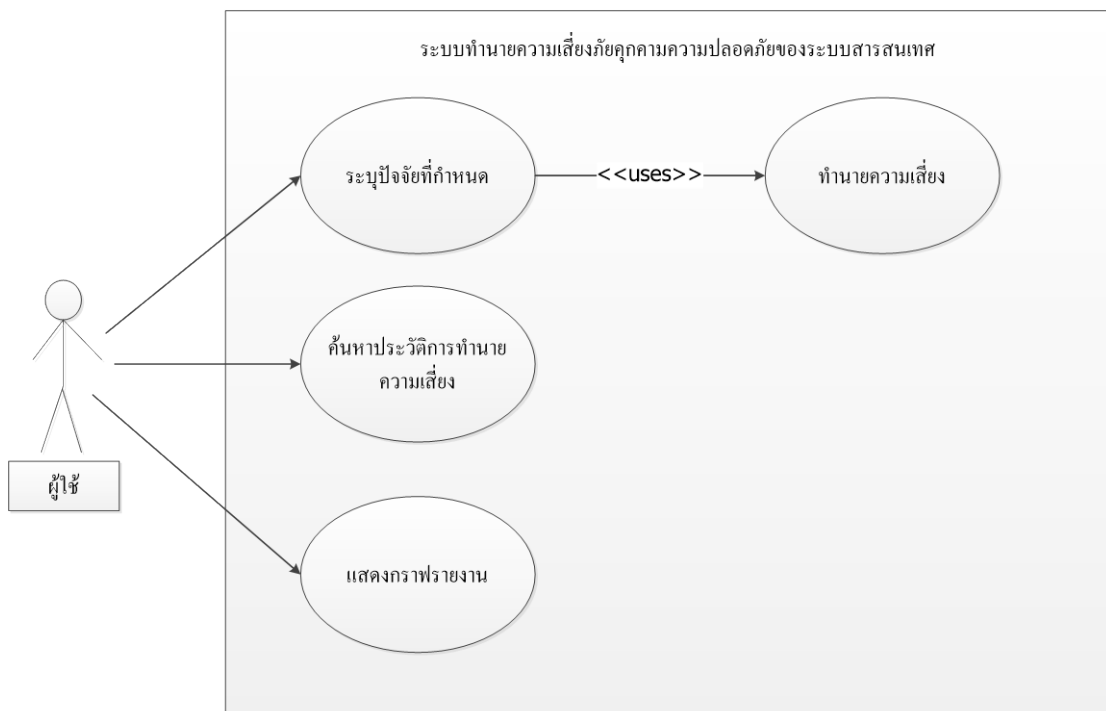 ระบบทำนายความเสี่ยงภัยคุกคามความปลอดภัยของระบบสารสนเทศ
ระบุปัจจัยที่กำหนด
<<uses>>
ทำนายความเสี่ยง
ค้นหาประวัติการทำนาย
ความเสี่ยง
ผู้ใช้
แสดงกราฟรายงาน